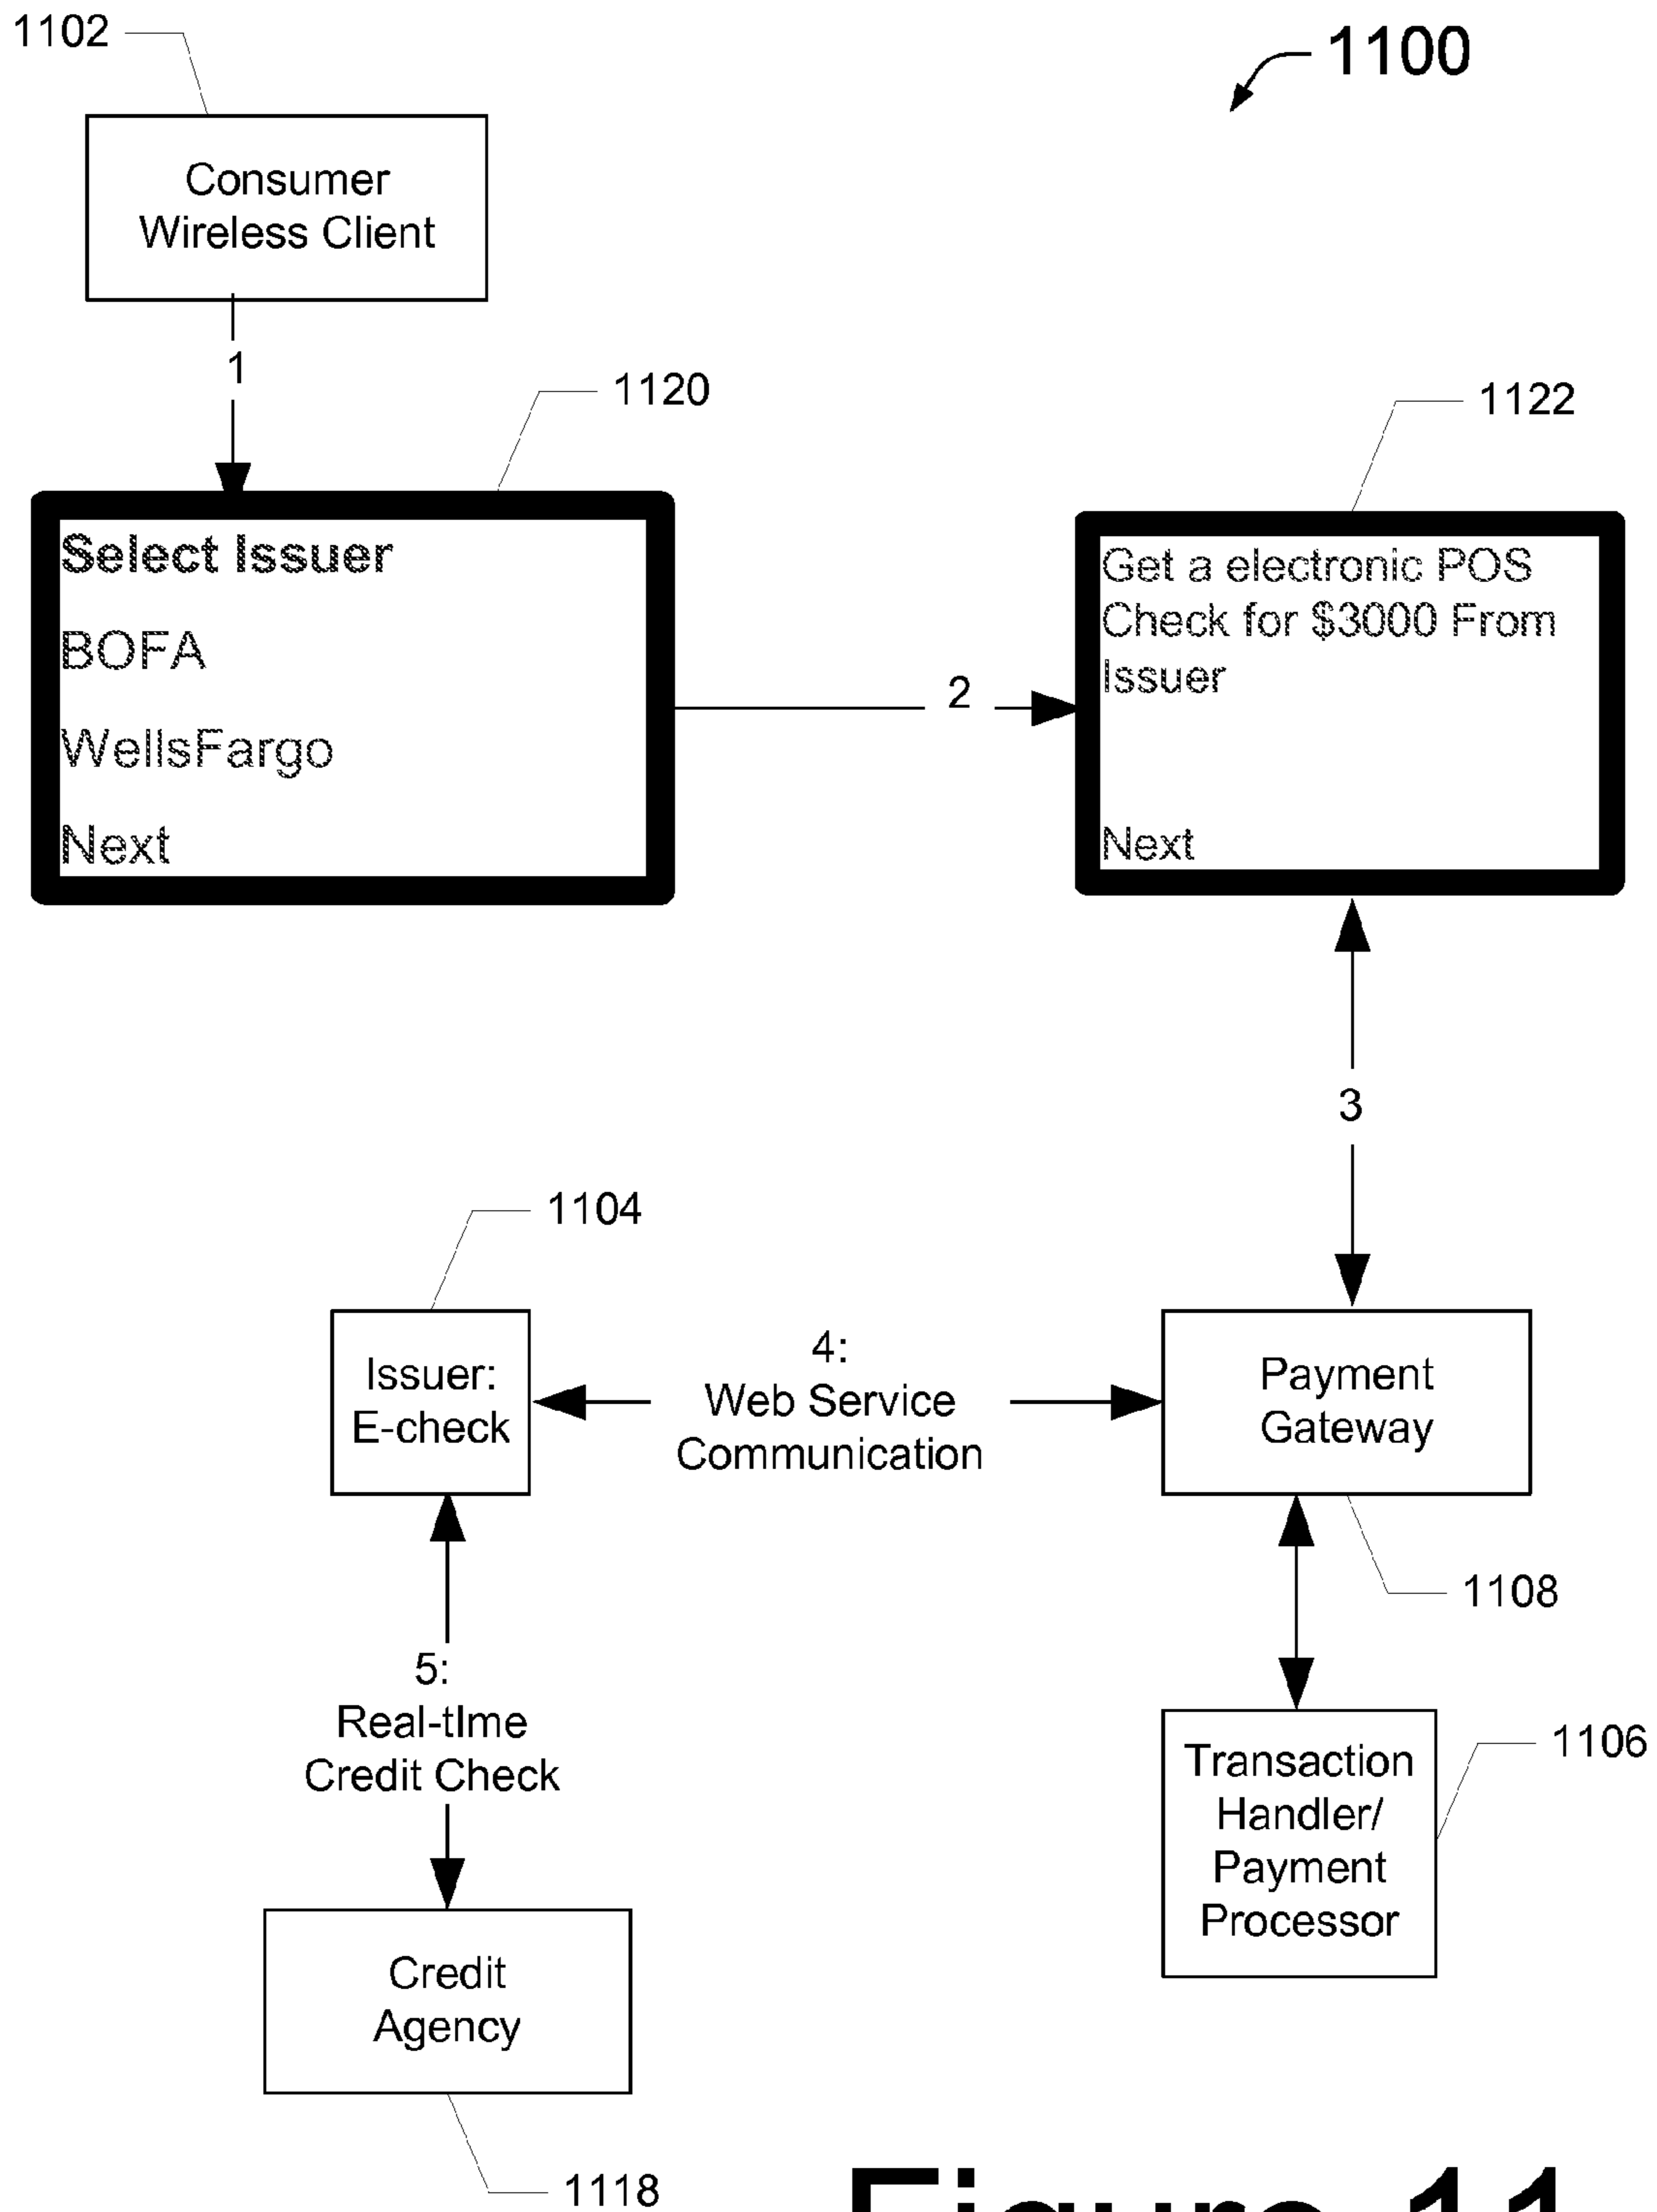 1102
1100
Consumer
Wireless Client
1
1120
1122
Select Issuer
BOFA
WellsFargo
Next
2
Get a electronic POS
Check for $3000 From
Issuer
Next
3
1104
Issuer:
E-check
4:
Web Service
Communication
Payment
Gateway
1108
5:
Real-tIme
Credit Check
Transaction
Handler/
Payment
Processor
1106
Credit
Agency
1118
Figure 11